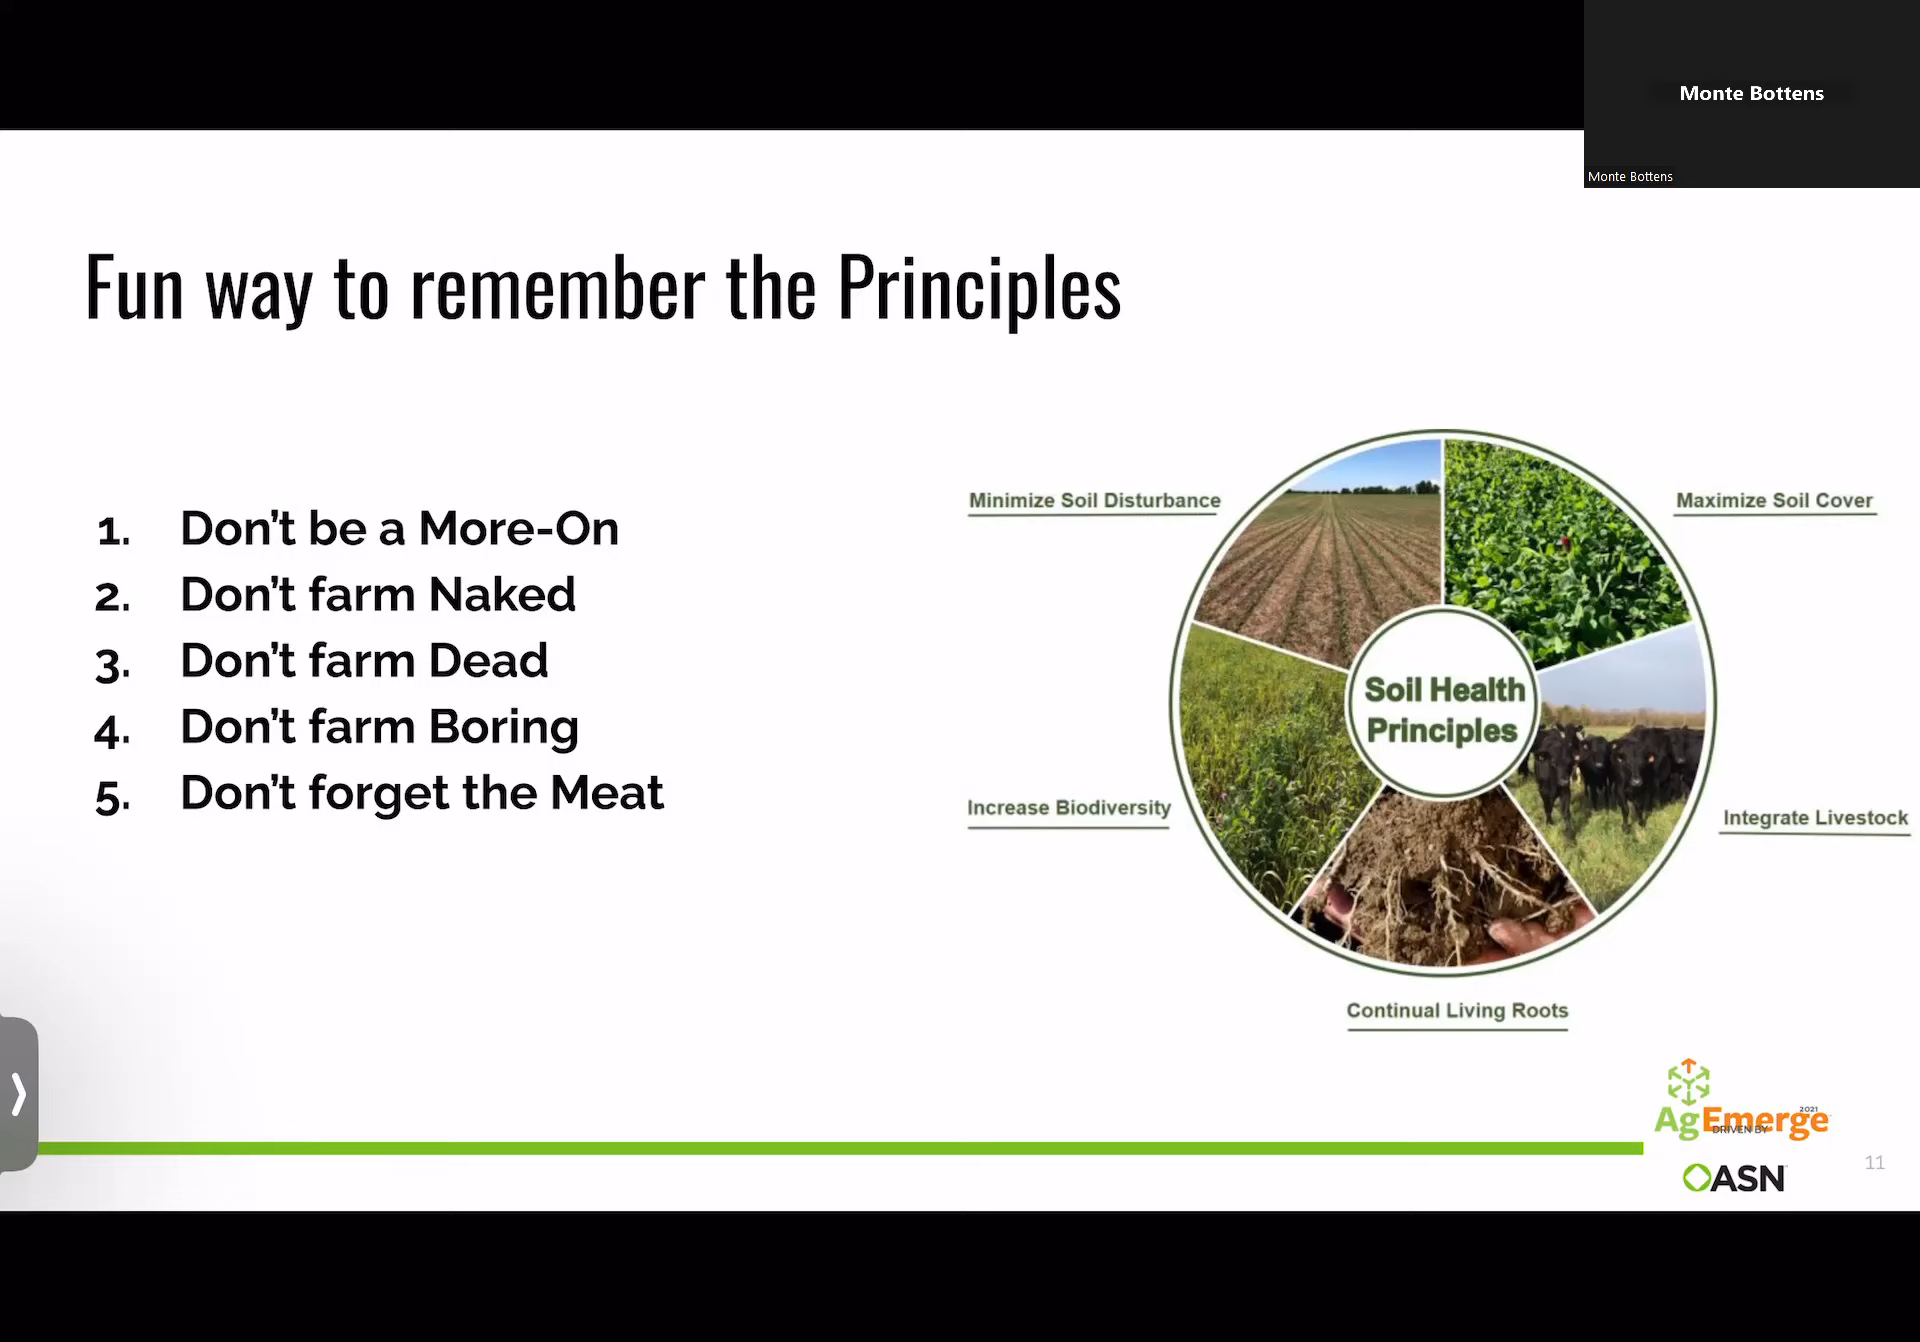 Monte Bottens
Monte Bottens
Fun way to remember the Principles
1. Don't be a More-On
2. Don't farm Naked
3. Don't farm Dead
4. Don't farm Boring
5. Don't forget the Meat
Minimize Soil Disturbance
Maximize Soil Cover
Soil Health
Principles
Increase Biodiversity
Integrate Livestock
Continual Living Roots
2021
AgEmerge
DRIVEN BY
ASN
11